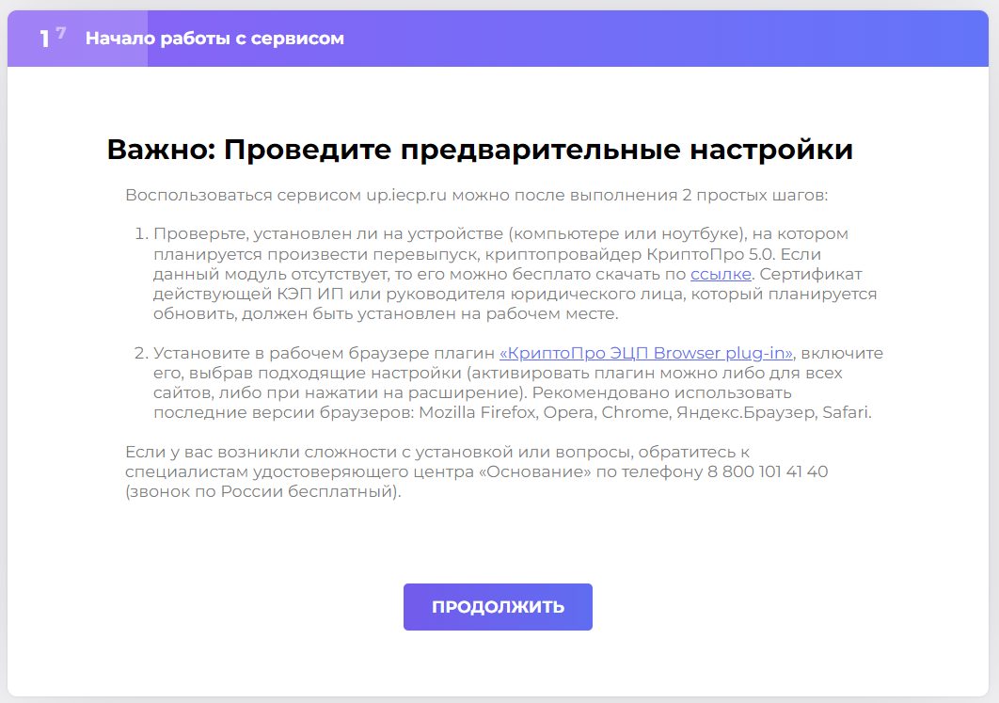 1 7 Начало работы с сервисом
Важно: Проведите предварительные настройки
Воспользоваться сервисом up.iecp.ru можно после выполнения 2 простых шагов:
1. Проверьте, установлен ли на устройстве (компьютере или ноутбуке), на котором
планируется произвести перевыпуск, криптопровайдер КриптоПро 5.0. Если
данный модуль отсутствует, то его можно бесплато скачать по ссылке. Сертификат
действующей КЭП ИП или руководителя юридического лица, который планируется
обновить, должен быть установлен на рабочем месте.
2. Установите в рабочем браузере плагин «КриптоПро ЭЦП Browser plug-in», включите
его, выбрав подходящие настройки (активировать плагин можно либо для всех
сайтов, либо при нажатии на расширение). Рекомендовано использовать
последние версии браузеров: Mozilla Firefox, Opera, Chrome, Яндекс.Браузер, Safari.
Если у вас возникли сложности с установкой или вопросы, обратитесь к
специалистам удостоверяющего центра «Основание» по телефону 8 800 101 41 40
(звонок по России бесплатный).
ПРОДОЛЖИТЬ